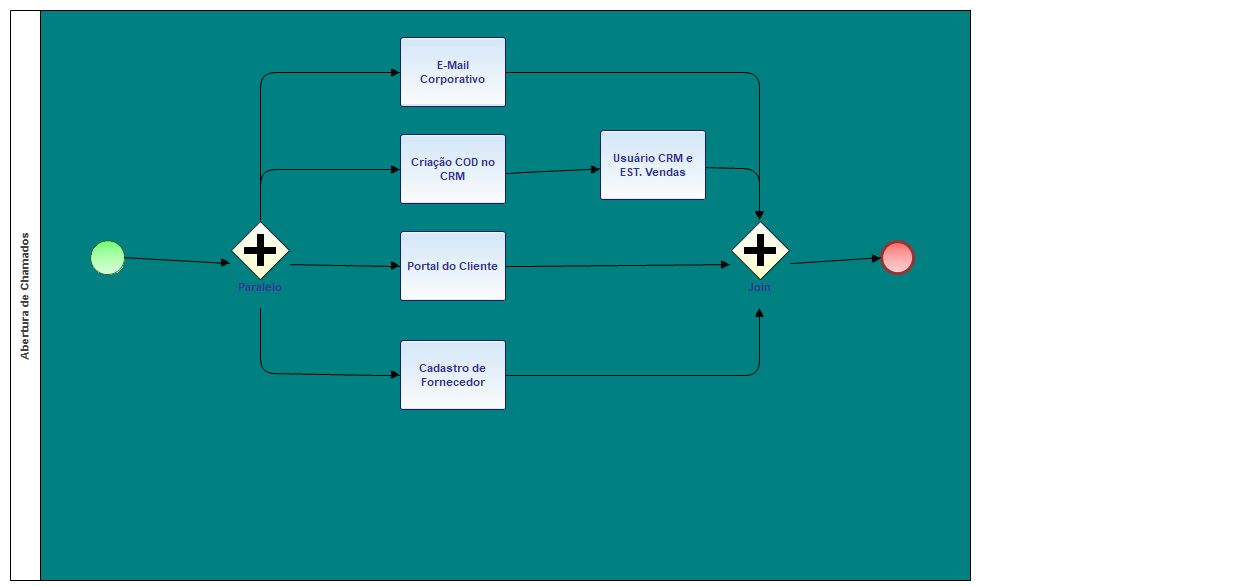 Abertura de Chamados
E-Mail
Corporativo
Criação COD no
CRM
Usuário CRM e
EST. Vendas
Portal do Cliente
Paralelo
Join
Cadastro de
Fornecedor